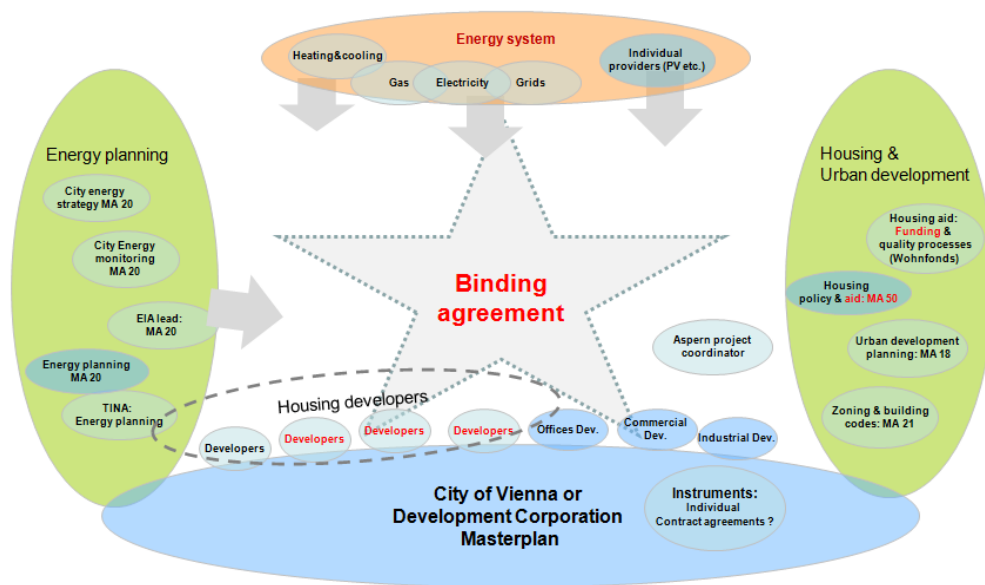 Energy system
Heating&cooling
Gas
Electricity
Grids
Individual
providers (PV etc.)
Energy planning
City energy
strategy MA 20
City Energy
monitoring
MA 20
EIA lead:
MA 20
Energy planning
MA 20
TINA:
Energy planning
Binding
agreement
Housing &
Urban development
Housing aid:
Funding &
quality processes
(Wohnfonds)
Housing
policy & aid: MA 50
Urban development
planning: MA 18
Zoning & building
codes: MA 21
Aspern project
coordinator
Housing developers
Developers
Developers
Developers
Developers
Offices Dev.
Commercial
Dev.
Industrial Dev.
City of Vienna or
Development Corporation
Masterplan
Instruments:
Individual
Contract agreements ?